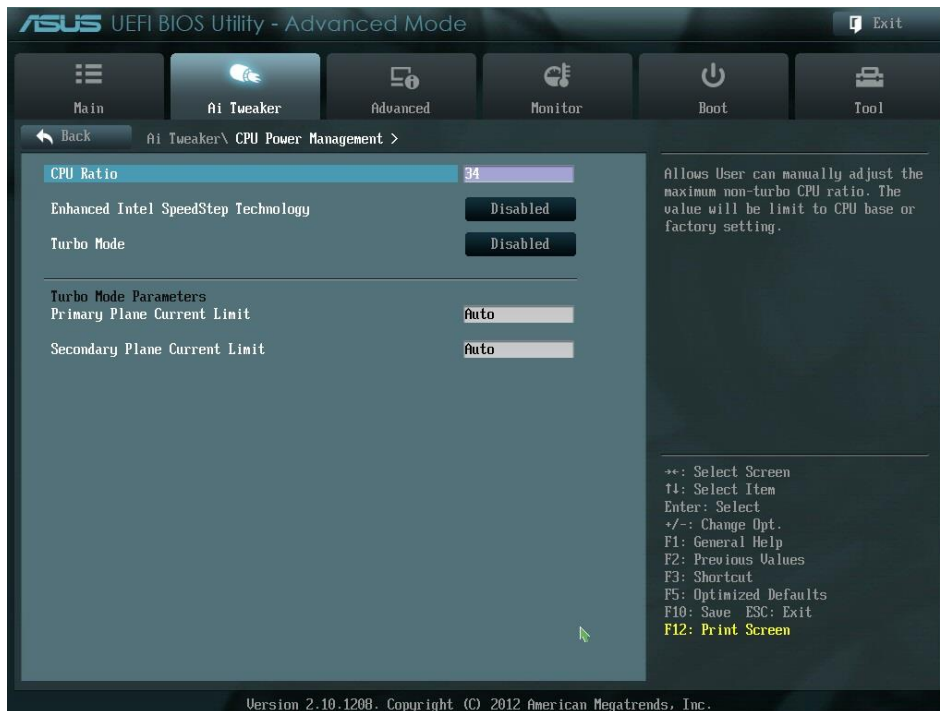 ASUS UEFI BIOS Utility - Advanced Mode
Exit
Main
Ai Tweaker
Advanced
Monitor
Boot
Tool
Back
Ai Tweaker\ CPU Power Management >
CPU Ratio 34
Enhanced Intel SpeedStep Technology Disabled
Turbo Mode Disabled
Turbo Mode Parameters
Primary Plane Current Limit Auto
Secondary Plane Current Limit Auto
Allows User can manually adjust the
maximum non-turbo CPU ratio. The
value will be limit to CPU base or
factory setting.
→←: Select Screen
↑↓: Select Item
Enter: Select
+/-: Change Opt.
F1: General Help
F2: Previous Values
F3: Shortcut
F5: Optimized Defaults
F10: Save ESC: Exit
F12: Print Screen
Version 2.10.1208. Copyright (C) 2012 American Megatrends, Inc.